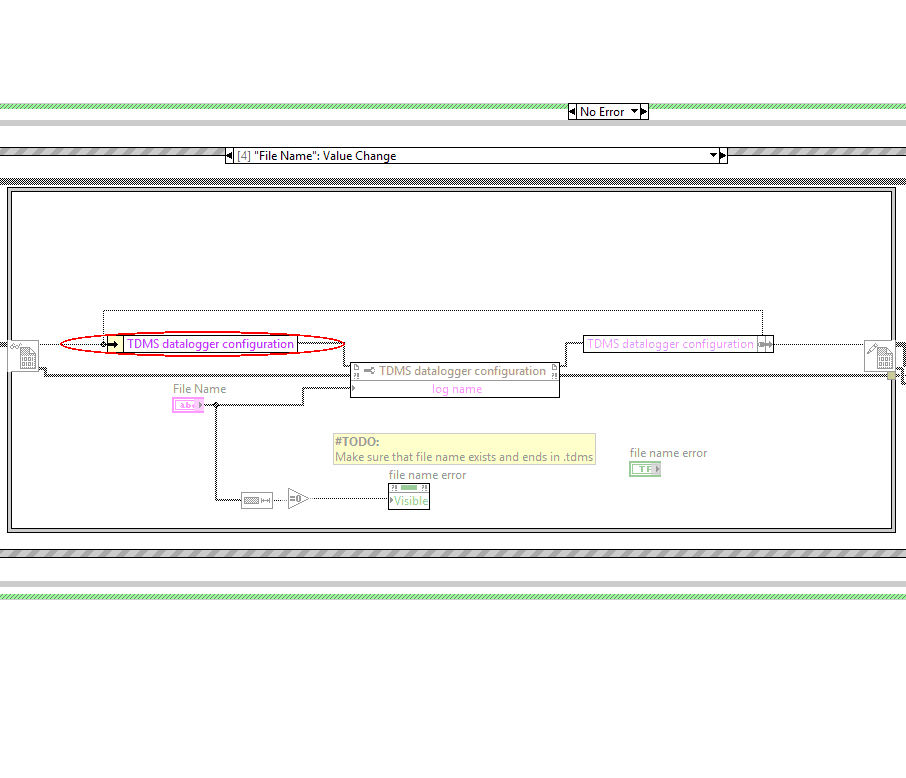 No Error
[4] "File Name": Value Change
TDMS datalogger configuration
TDMS datalogger configuration
TDMS datalogger configuration
log name
File Name
abc
#TODO:
Make sure that file name exists and ends in .tdms
file name error
TF
file name error
=0
Visible